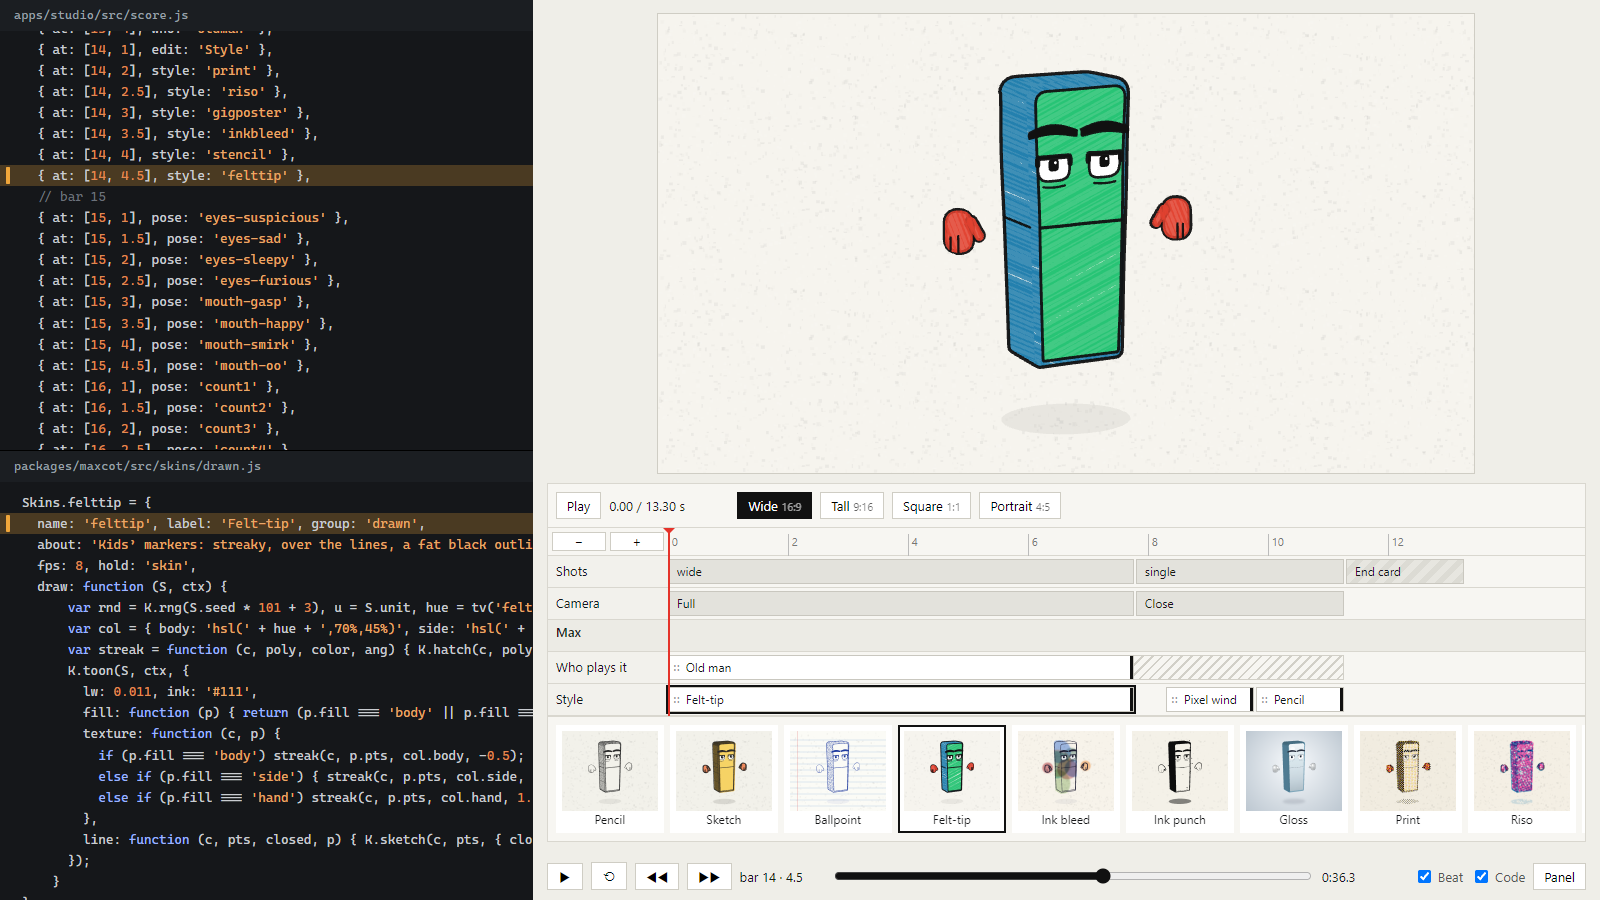 apps/studio/src/score.js
{ at: [14, 1], edit: 'Style' },
{ at: [14, 2], style: 'print' },
{ at: [14, 2.5], style: 'riso' },
{ at: [14, 3], style: 'gigposter' },
{ at: [14, 3.5], style: 'inkbleed' },
{ at: [14, 4], style: 'stencil' },
{ at: [14, 4.5], style: 'felttip' },
// bar 15
{ at: [15, 1], pose: 'eyes-suspicious' },
{ at: [15, 1.5], pose: 'eyes-sad' },
{ at: [15, 2], pose: 'eyes-sleepy' },
{ at: [15, 2.5], pose: 'eyes-furious' },
{ at: [15, 3], pose: 'mouth-gasp' },
{ at: [15, 3.5], pose: 'mouth-happy' },
{ at: [15, 4], pose: 'mouth-smirk' },
{ at: [15, 4.5], pose: 'mouth-oo' },
{ at: [16, 1], pose: 'count1' },
{ at: [16, 1.5], pose: 'count2' },
{ at: [16, 2], pose: 'count3' },
packages/maxcot/src/skins/drawn.js
Skins.felttip = {
name: 'felttip', label: 'Felt-tip', group: 'drawn',
about: 'Kids’ markers: streaky, over the lines, a fat black outli
fps: 8, hold: 'skin',
draw: function (S, ctx) {
var rnd = K.rng(S.seed * 101 + 3), u = S.unit, hue = tv('felt
var col = { body: 'hsl(' + hue + ',70%,45%)', side: 'hsl(' +
var streak = function (c, poly, color, ang) { K.hatch(c, poly
K.toon(S, ctx, {
lw: 0.011, ink: '#111',
fill: function (p) { return (p.fill === 'body' || p.fill ===
texture: function (c, p) {
if (p.fill === 'body') streak(c, p.pts, col.body, -0.5);
else if (p.fill === 'side') { streak(c, p.pts, col.side,
else if (p.fill === 'hand') streak(c, p.pts, col.hand, 1.
},
line: function (c, pts, closed, p) { K.sketch(c, pts, { clo
});
}
Play 0.00 / 13.30 s Wide 16:9 Tall 9:16 Square 1:1 Portrait 4:5
− + 0 2 4 6 8 10 12
Shots wide single End card
Camera Full Close
Max
Who plays it Old man
Style Felt-tip Pixel wind Pencil
Pencil Sketch Ballpoint Felt-tip Ink bleed Ink punch Gloss Print Riso
bar 14 · 4.5 0:36.3 Beat Code Panel